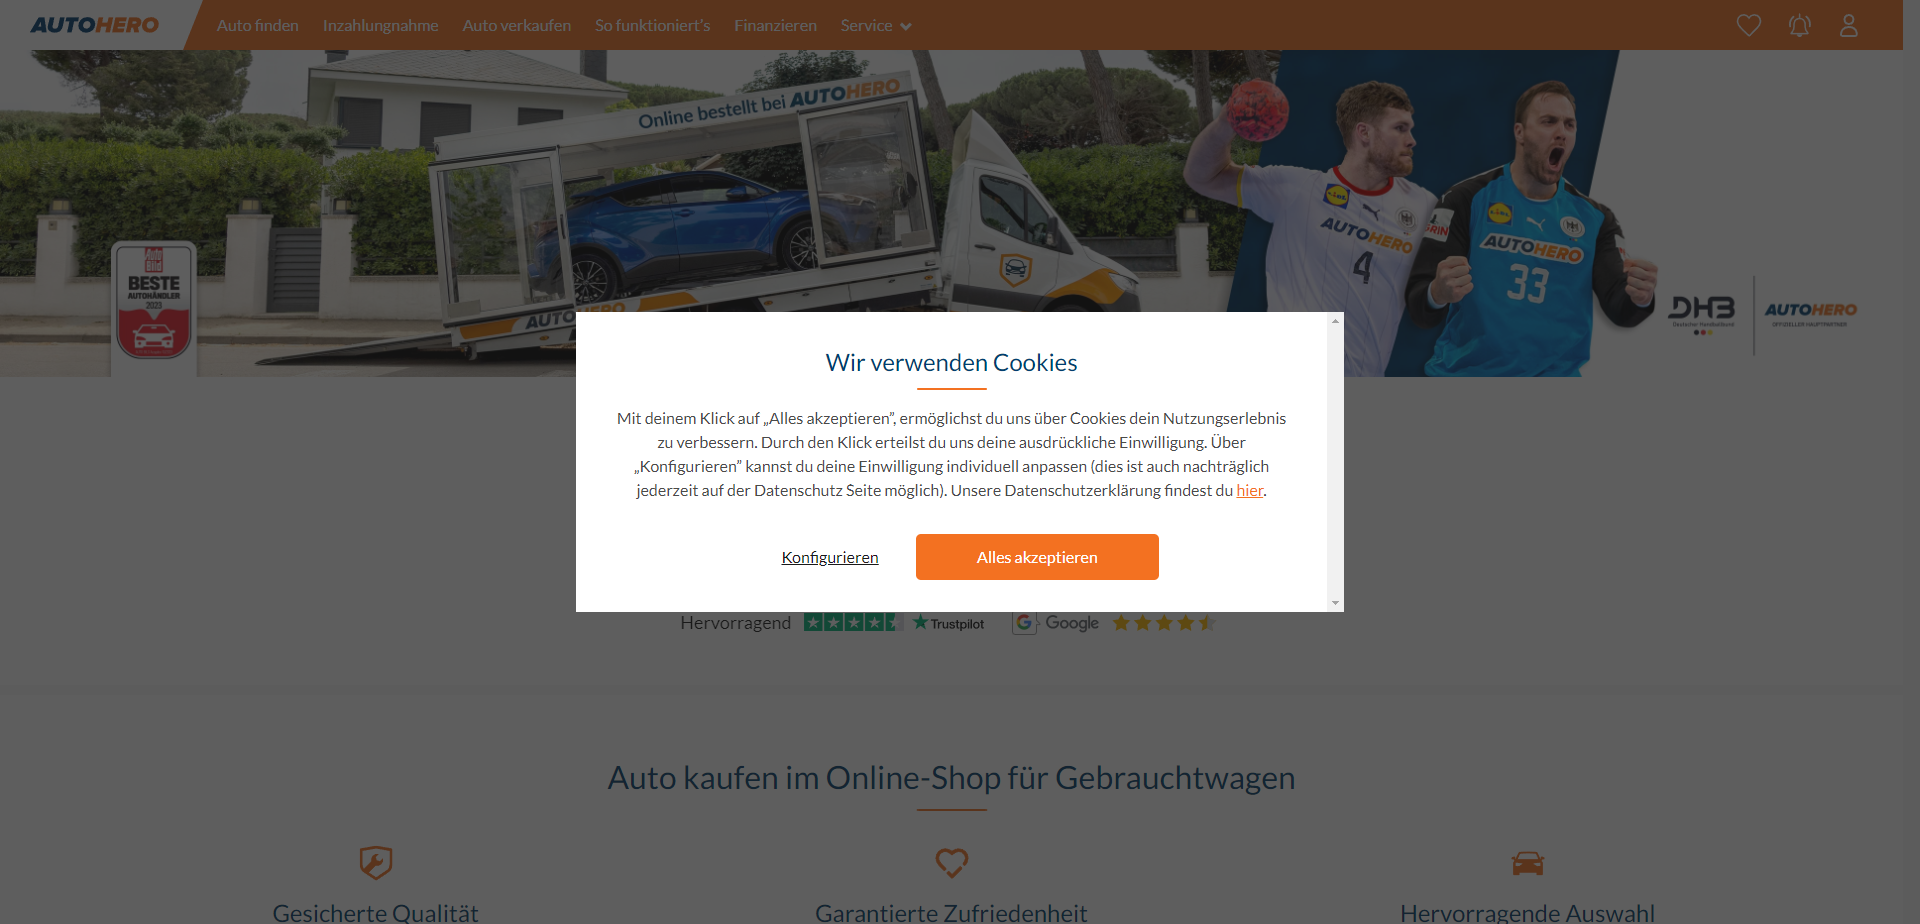 AUTOHERO
Auto finden
Inzahlungnahme
Auto verkaufen
So funktioniert's
Finanzieren
Service
Online bestellt bei AUTOHERO
BESTE
AUTOHÄNDLER
2023
AUTOHERO
4
AUTOHERO
33
DHB
Deutscher Handballbund
AUTOHERO
OFFIZIELLER HAUPTPARTNER
Wir verwenden Cookies
Mit deinem Klick auf „Alles akzeptieren”, ermöglichst du uns über Cookies dein Nutzungserlebnis
zu verbessern. Durch den Klick erteilst du uns deine ausdrückliche Einwilligung. Über
„Konfigurieren” kannst du deine Einwilligung individuell anpassen (dies ist auch nachträglich
jederzeit auf der Datenschutz Seite möglich). Unsere Datenschutzerklärung findest du hier.
Konfigurieren
Alles akzeptieren
Hervorragend
Trustpilot
G Google
Auto kaufen im Online-Shop für Gebrauchtwagen
Gesicherte Qualität
Garantierte Zufriedenheit
Hervorragende Auswahl